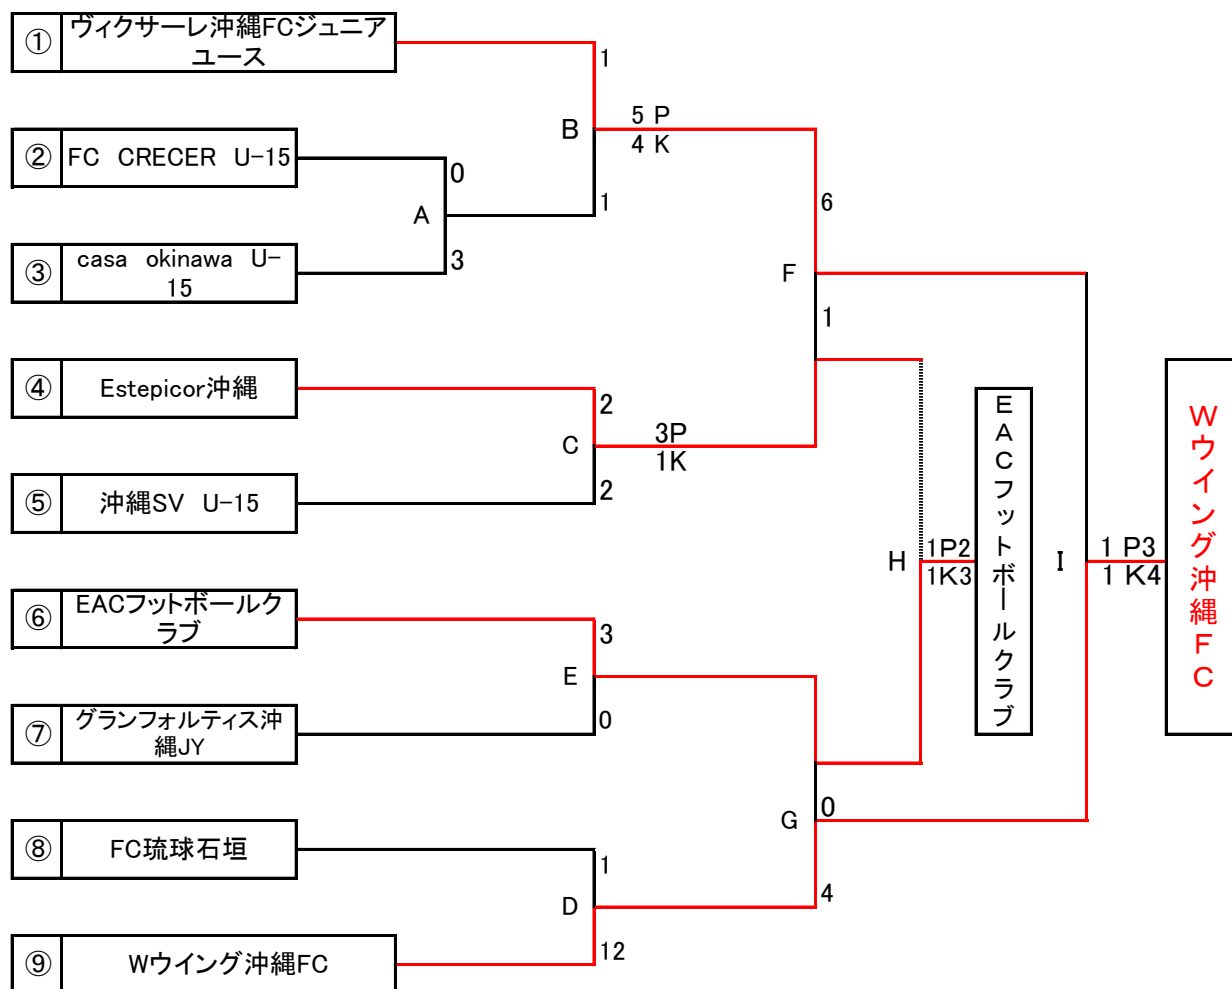 ①
ヴィクサーレ沖縄FCジュニア
ユース
1
B
5 P
4 K
②
FC CRECER U-15
0
A
1
6
③
casa okinawa U-
15
3
F
1
④
Estepicor沖縄
2
C
3P
1K
⑤
沖縄SV U-15
2
H
1P2
1K3
EACフットボールクラブ
I
1 P3
1 K4
Wウイング沖縄FC
⑥
EACフットボールク
ラブ
3
E
⑦
グランフォルティス沖
縄JY
0
G
0
⑧
FC琉球石垣
1
D
4
⑨
Wウイング沖縄FC
12